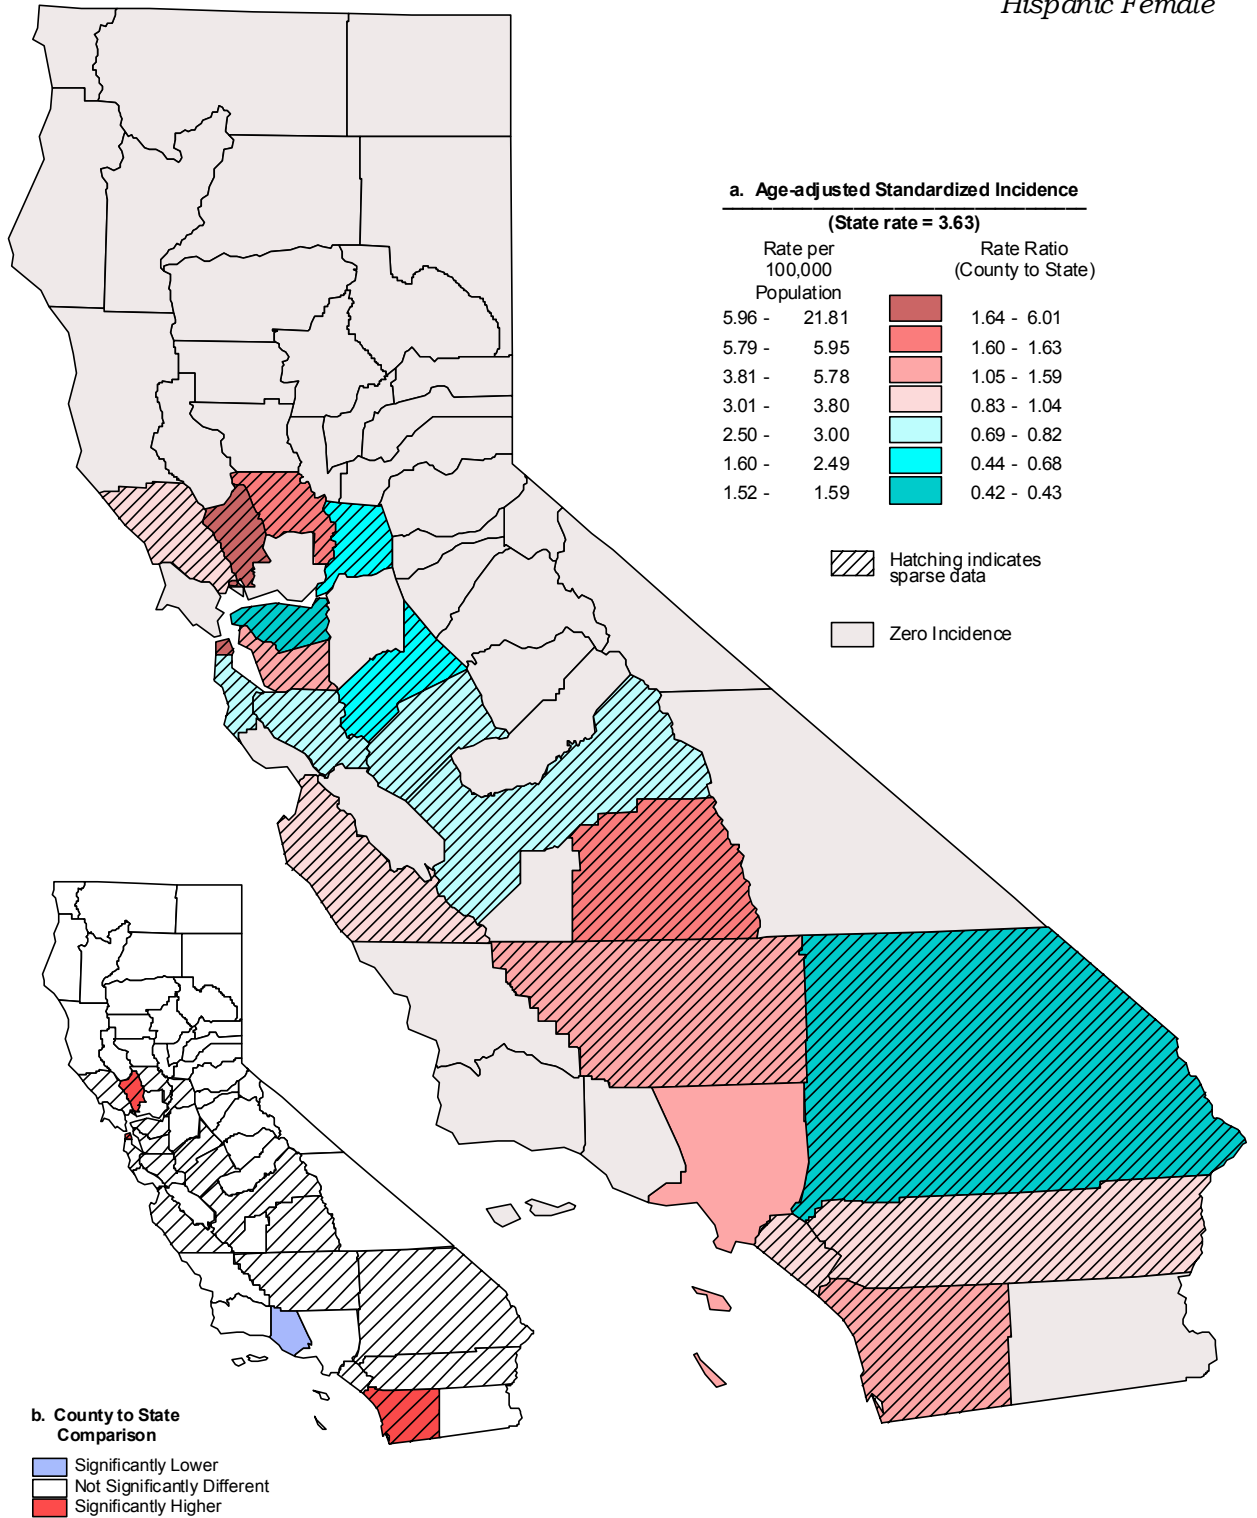 Hispanic Female
a. Age-adjusted Standardized Incidence
(State rate = 3.63)
Rate per
100,000
Population
Rate Ratio
(County to State)
5.96 - 21.81 1.64 - 6.01
5.79 - 5.95 1.60 - 1.63
3.81 - 5.78 1.05 - 1.59
3.01 - 3.80 0.83 - 1.04
2.50 - 3.00 0.69 - 0.82
1.60 - 2.49 0.44 - 0.68
1.52 - 1.59 0.42 - 0.43
Hatching indicates
sparse data
Zero Incidence
b. County to State
Comparison
Significantly Lower
Not Significantly Different
Significantly Higher